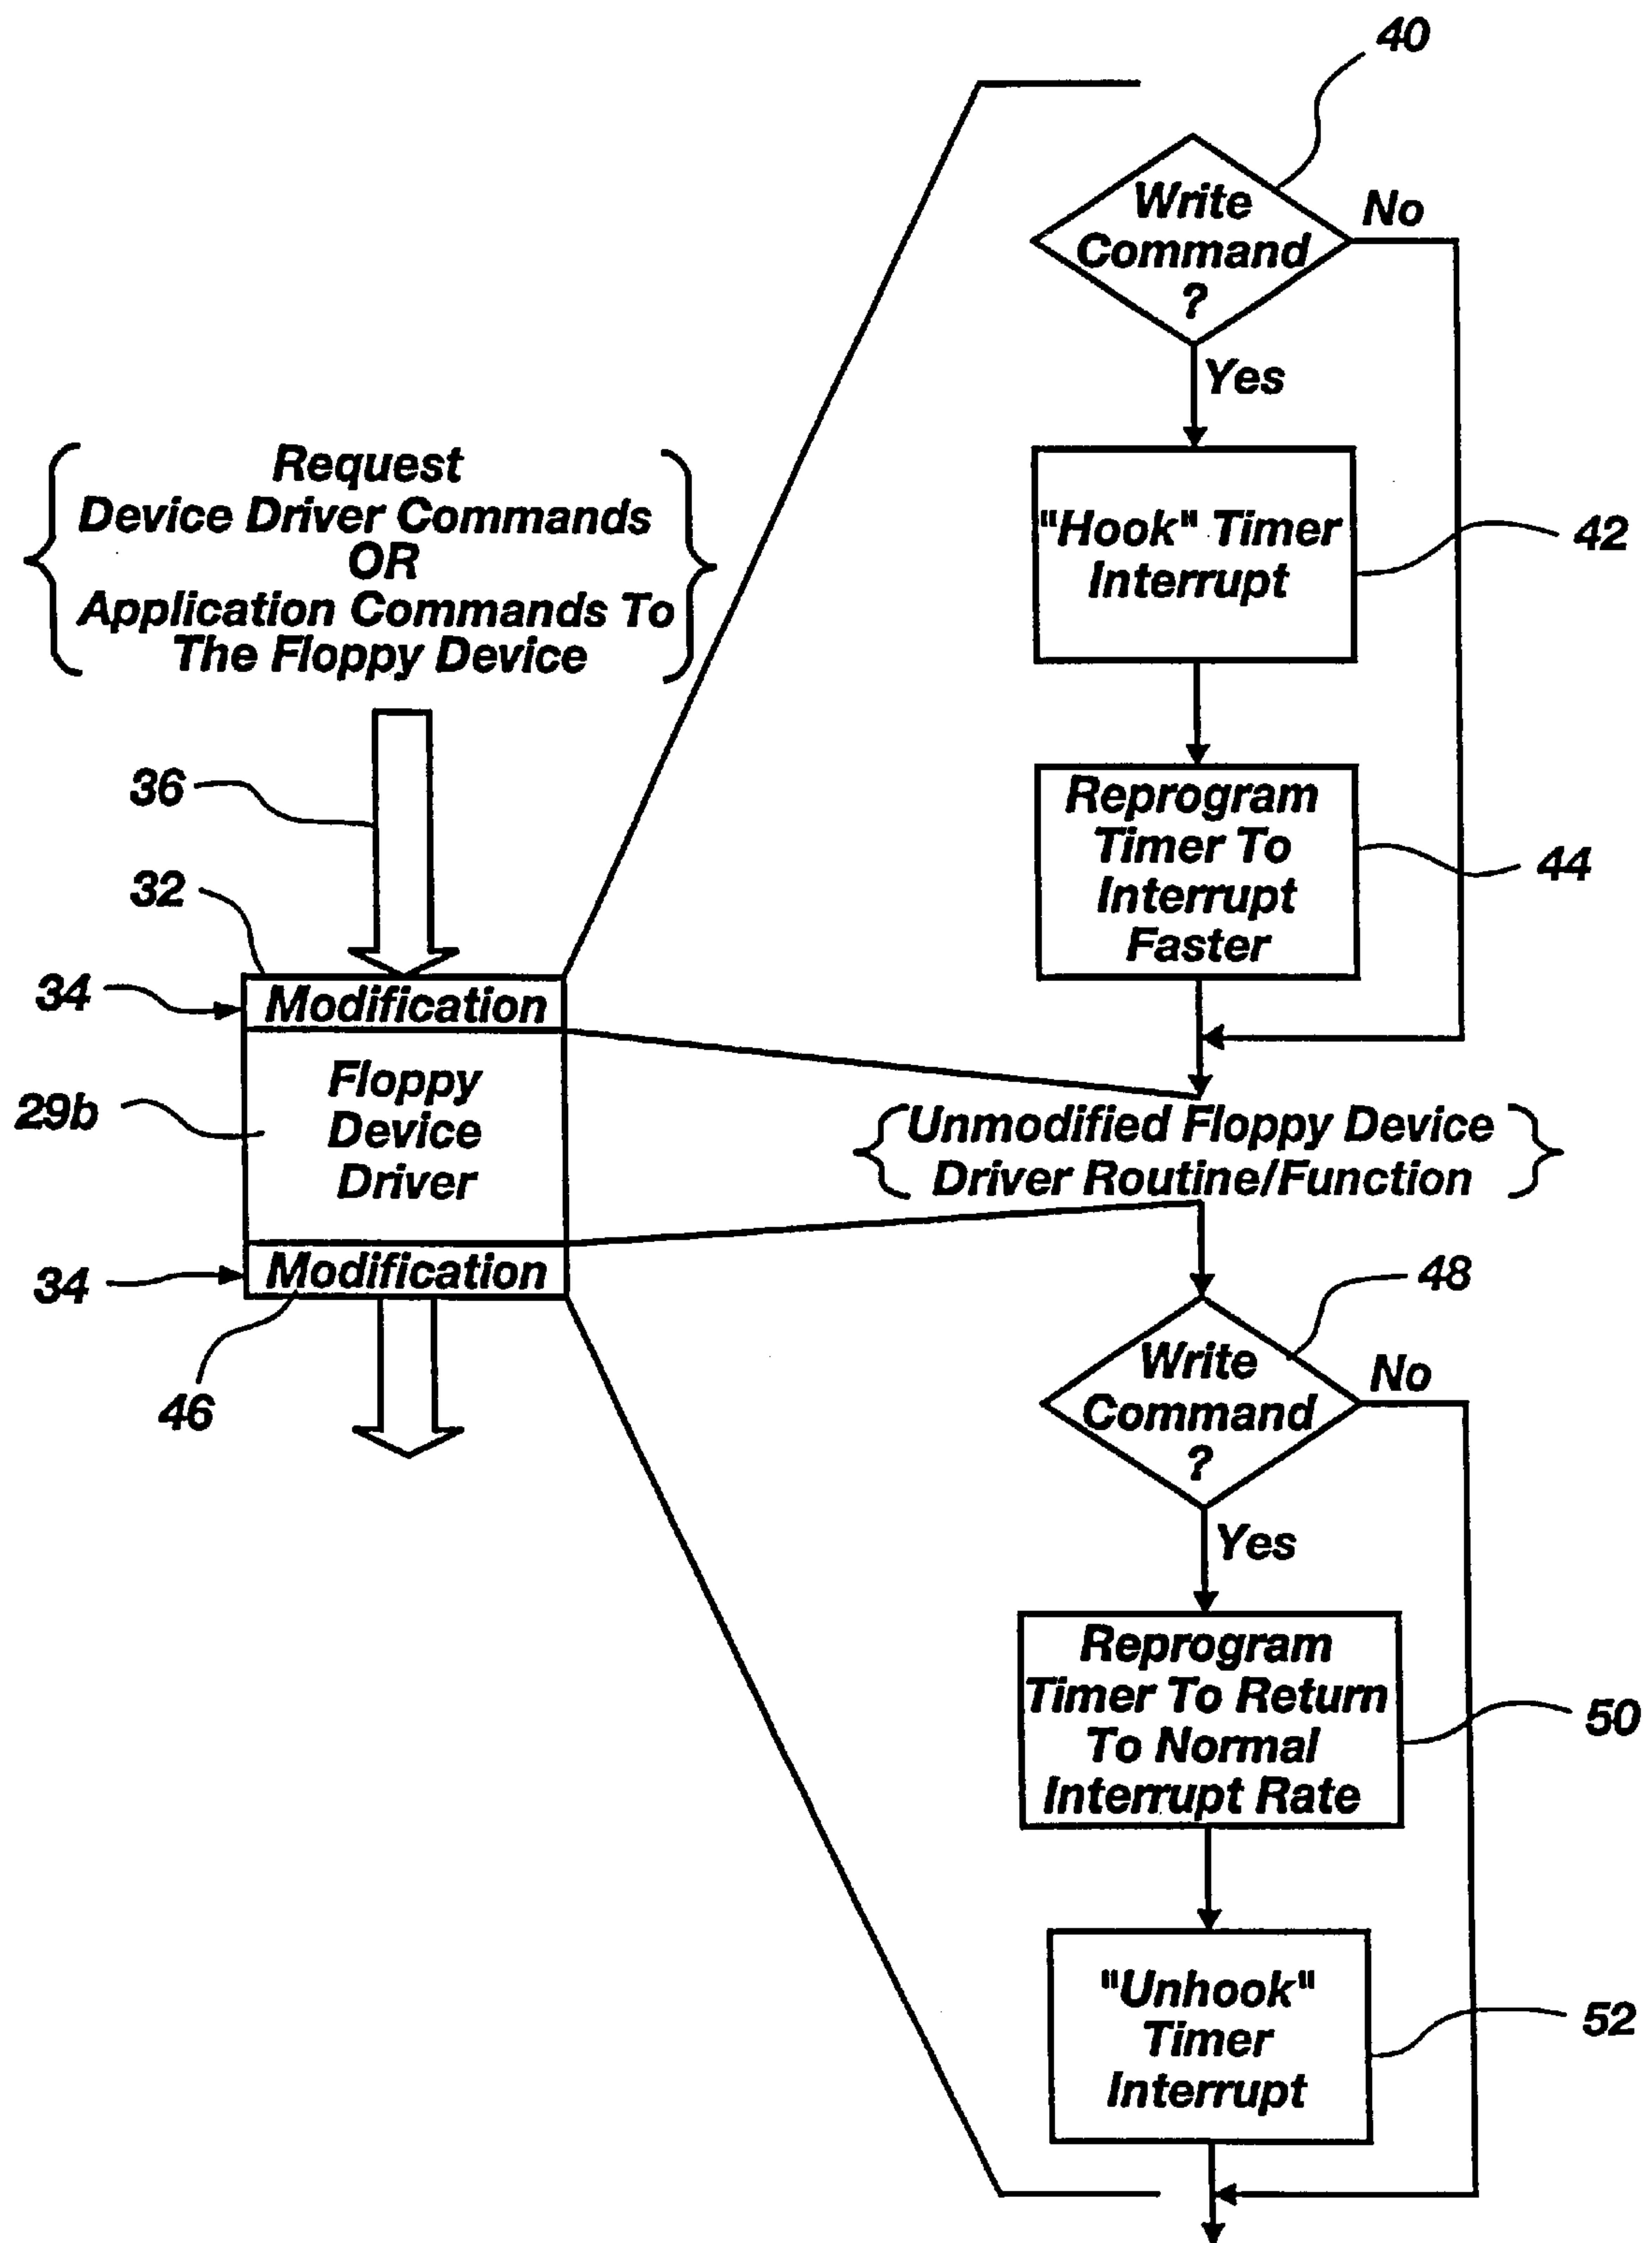 40
Write
Command
?
No
Yes
"Hook" Timer
Interrupt
42
Reprogram
Timer To
Interrupt
Faster
44
Request
Device Driver Commands
OR
Application Commands To
The Floppy Device
36
32
34
Modification
Floppy
Device
Driver
29b
Modification
34
46
Unmodified Floppy Device
Driver Routine/Function
48
Write
Command
?
No
Yes
Reprogram
Timer To Return
To Normal
Interrupt Rate
50
"Unhook"
Timer
Interrupt
52